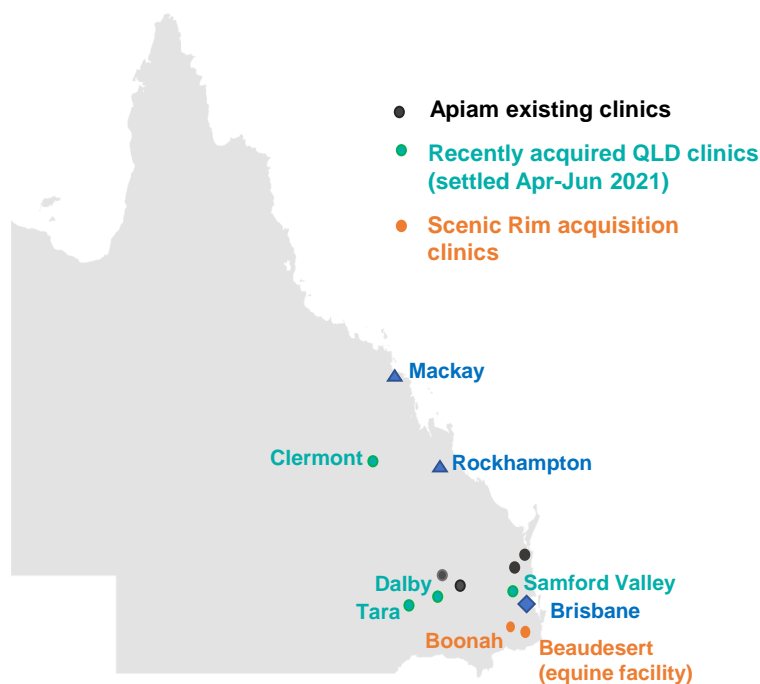 Apiam existing clinics
Recently acquired QLD clinics
(settled Apr-Jun 2021)
Scenic Rim acquisition
clinics
Mackay
Clermont
Rockhampton
Dalby
Samford Valley
Tara
Brisbane
Boonah
Beaudesert
(equine facility)